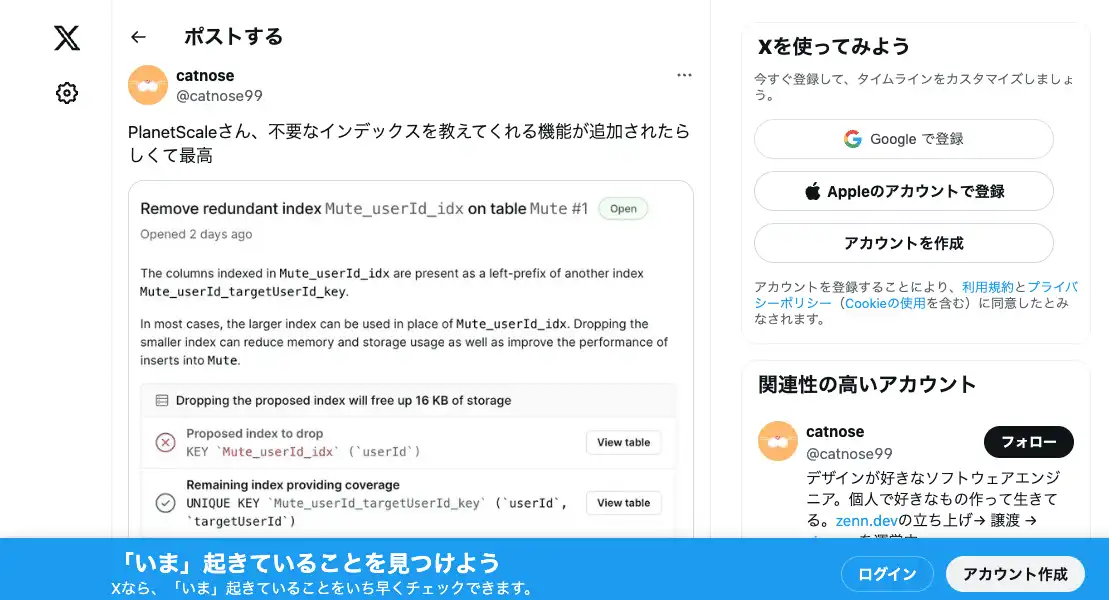 ポストする
catnose
@catnose99
PlanetScaleさん、不要なインデックスを教えてくれる機能が追加されたら
しくて最高
Remove redundant index Mute_userId_idx on table Mute #1 Open
Opened 2 days ago
The columns indexed in Mute_userId_idx are present as a left-prefix of another index
Mute_userId_targetUserId_key.
In most cases, the larger index can be used in place of Mute_userId_idx. Dropping the
smaller index can reduce memory and storage usage as well as improve the performance of
inserts into Mute.
Dropping the proposed index will free up 16 KB of storage
Proposed index to drop
KEY `Mute_userId_idx` (`userId`)
View table
Remaining index providing coverage
UNIQUE KEY `Mute_userId_targetUserId_key` (`userId`,
`targetUserId`)
View table
Xを使ってみよう
今すぐ登録して、タイムラインをカスタマイズしましょ
う。
Google で登録
Appleのアカウントで登録
アカウントを作成
アカウントを登録することにより、利用規約とプライバ
シーポリシー（Cookieの使用を含む）に同意したとみ
なされます。
関連性の高いアカウント
catnose
@catnose99
フォロー
デザインが好きなソフトウェアエンジ
ニア。個人で好きなもの作って生きて
る。zenn.devの立ち上げ→ 譲渡 →
「いま」起きていることを見つけよう
Xなら、「いま」起きていることをいち早くチェックできます。
ログイン
アカウント作成